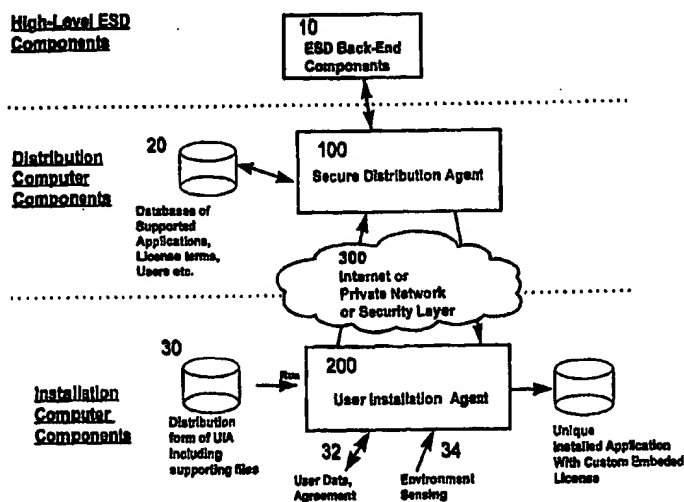 High-Level ESD
Components
10
ESD Back-End
Components
Distribution
Computer
Components
20
Databases of
Supported
Applications,
License terms,
Users etc.
100
Secure Distribution Agent
300
Internet or
Private Network
or Security Layer
Installation
Computer
Components
30
Distribution
form of UIA
including
supporting files
Run
200
User Installation Agent
32
User Data,
Agreement
34
Environment
Sensing
Unique
Installed Application
With Custom Embeded
License